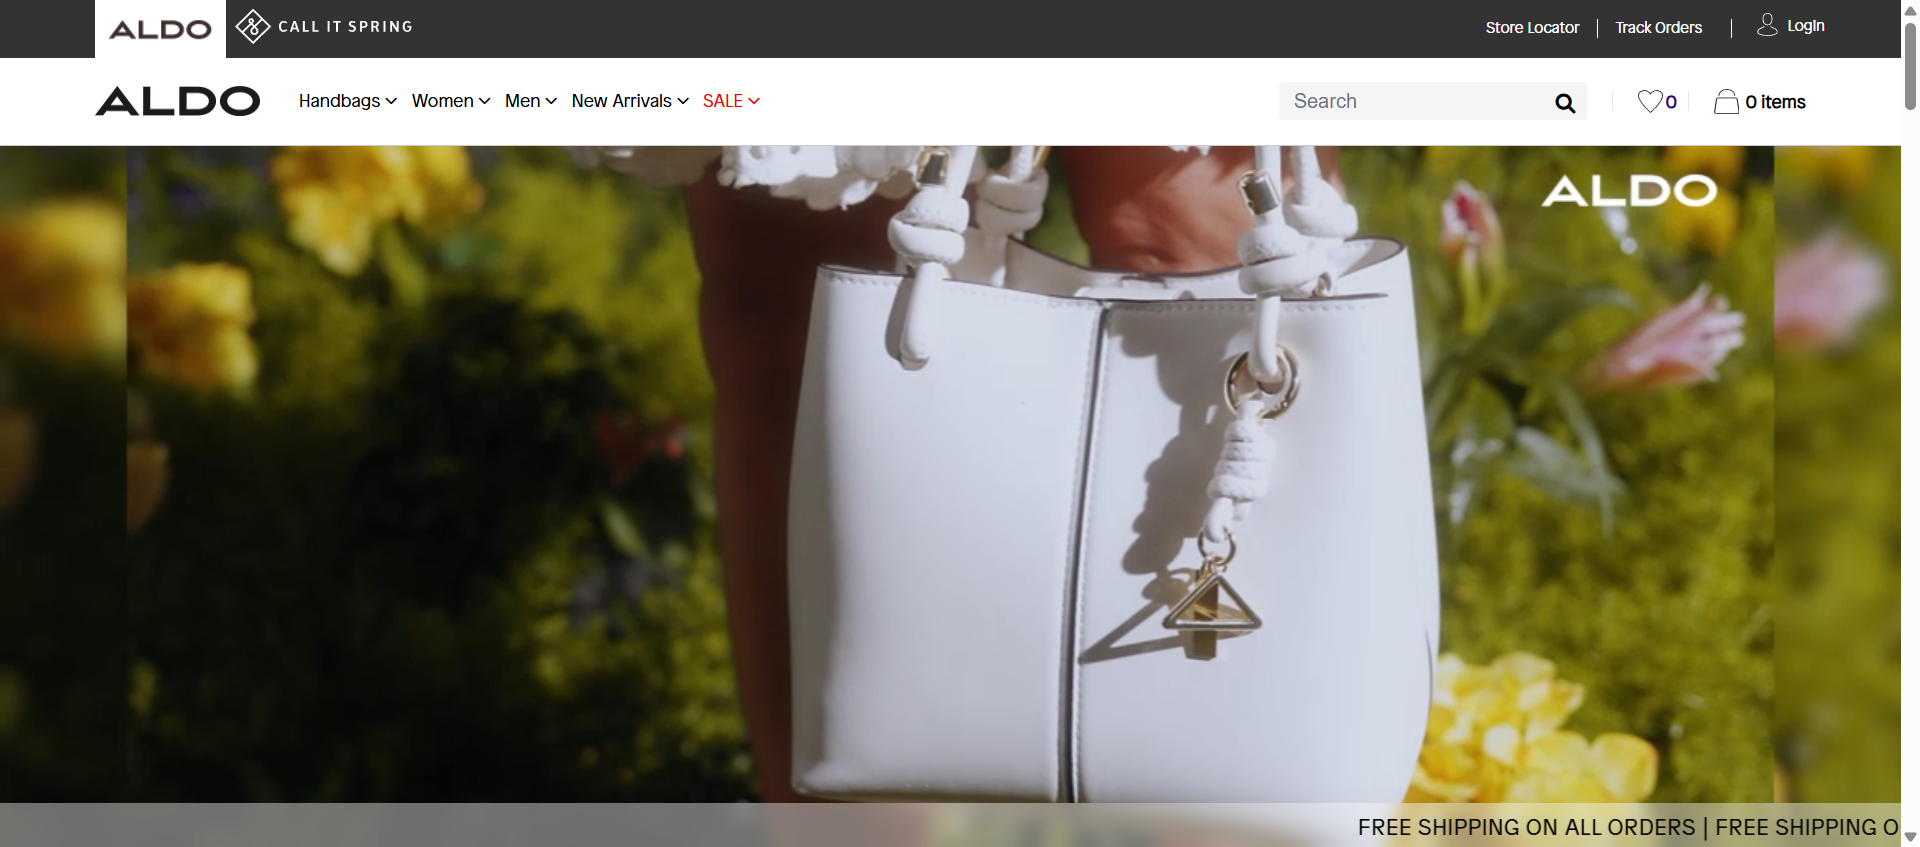 ALDO CALL IT SPRING Store Locator Track Orders Login
ALDO Handbags Women Men New Arrivals SALE Search 0 0 items
ALDO
FREE SHIPPING ON ALL ORDERS | FREE SHIPPING O